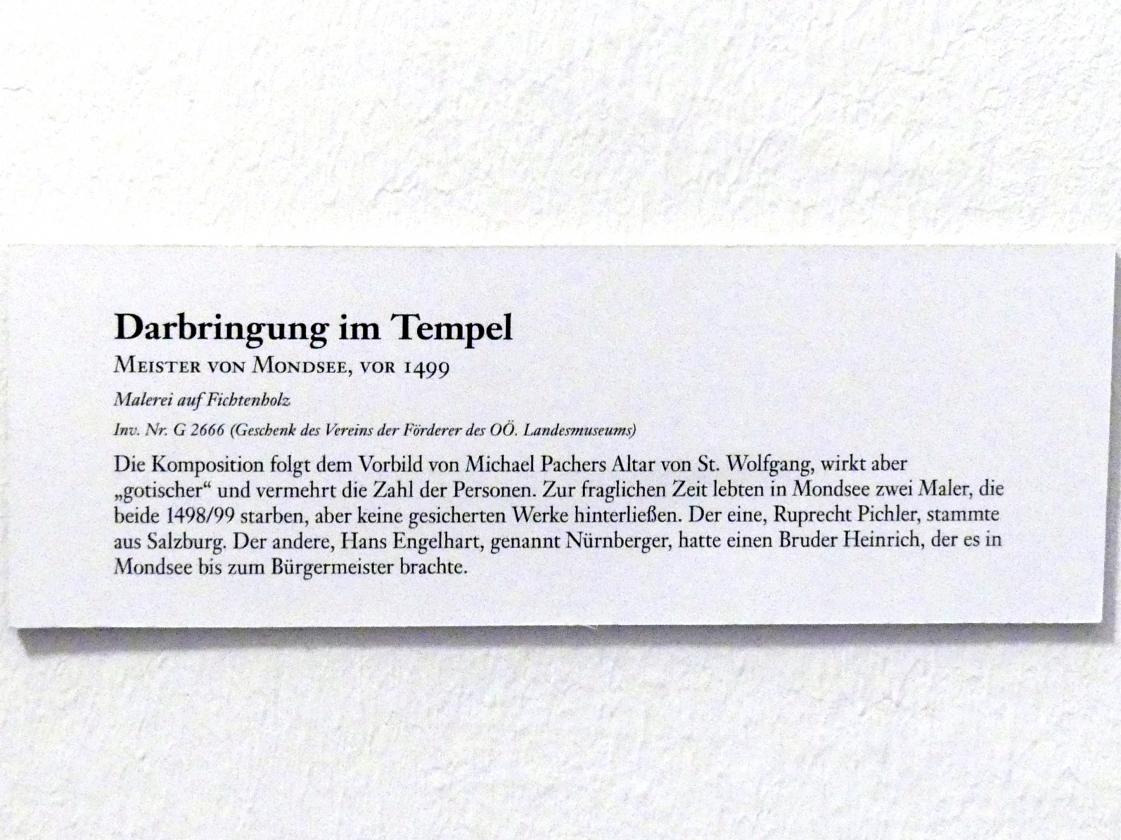 Darbringung im Tempel
Meister von Mondsee, vor 1499
Malerei auf Fichtenholz
Inv. Nr. G 2666 (Geschenk des Vereins der Förderer des OÖ. Landesmuseums)
Die Komposition folgt dem Vorbild von Michael Pachers Altar von St. Wolfgang, wirkt aber
„gotischer“ und vermehrt die Zahl der Personen. Zur fraglichen Zeit lebten in Mondsee zwei Maler, die
beide 1498/99 starben, aber keine gesicherten Werke hinterließen. Der eine, Ruprecht Pichler, stammte
aus Salzburg. Der andere, Hans Engelhart, genannt Nürnberger, hatte einen Bruder Heinrich, der es in
Mondsee bis zum Bürgermeister brachte.